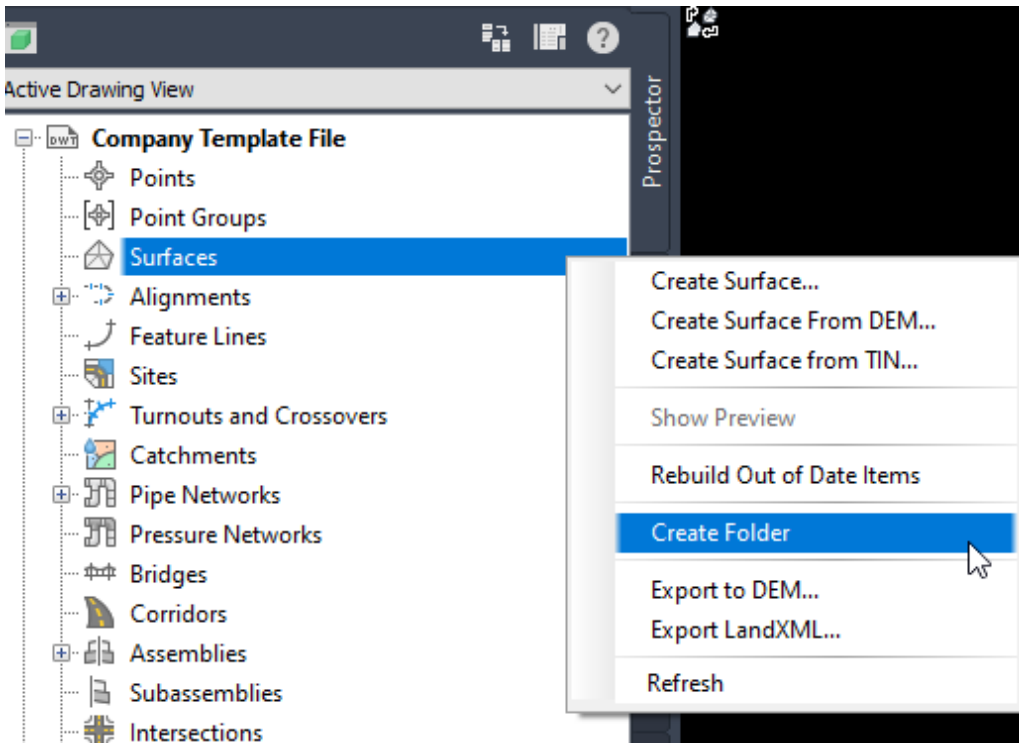 ?
Active Drawing View
Prospector
DWT Company Template File
Points
Point Groups
Surfaces
Alignments
Feature Lines
Sites
Turnouts and Crossovers
Catchments
Pipe Networks
Pressure Networks
Bridges
Corridors
Assemblies
Subassemblies
Intersections
Create Surface...
Create Surface From DEM...
Create Surface from TIN...
Show Preview
Rebuild Out of Date Items
Create Folder
Export to DEM...
Export LandXML...
Refresh